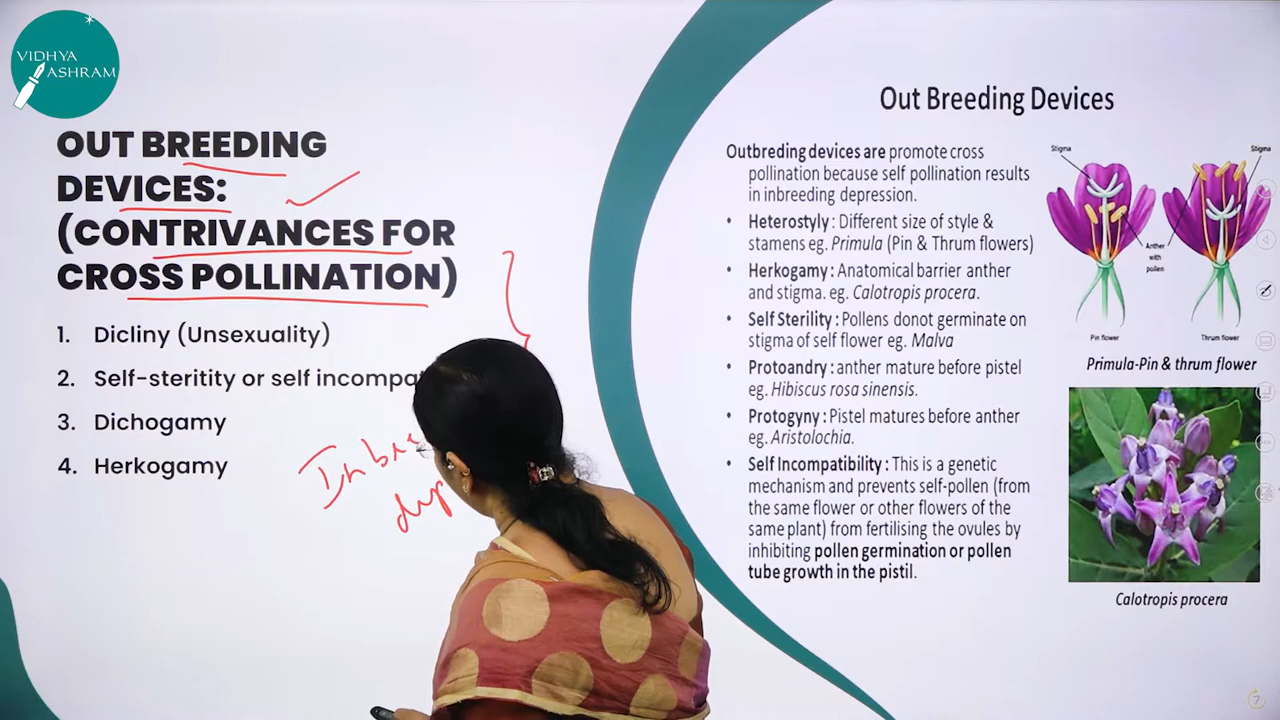 VIDHYA
ASHRAM
OUT BREEDING
DEVICES:
(CONTRIVANCES FOR
CROSS POLLINATION)
1. Dicliny (Unsexuality)
2. Self-steritity or self incompa
3. Dichogamy
4. Herkogamy
Inbre
dep
Out Breeding Devices
Outbreeding devices are promote cross
pollination because self pollination results
in inbreeding depression.
• Heterostyly : Different size of style &
stamens eg. Primula (Pin & Thrum flowers)
• Herkogamy : Anatomical barrier anther
and stigma. eg. Calotropis procera.
• Self Sterility : Pollens donot germinate on
stigma of self flower eg. Malva
• Protoandry : anther mature before pistel
eg. Hibiscus rosa sinensis.
• Protogyny : Pistel matures before anther
eg. Aristolochia.
• Self Incompatibility : This is a genetic
mechanism and prevents self-pollen (from
the same flower or other flowers of the
same plant) from fertilising the ovules by
inhibiting pollen germination or pollen
tube growth in the pistil.
Stigma
Stigma
Anther
with
pollen
Pin flower
Thrum flower
Primula-Pin & thrum flower
Calotropis procera
7